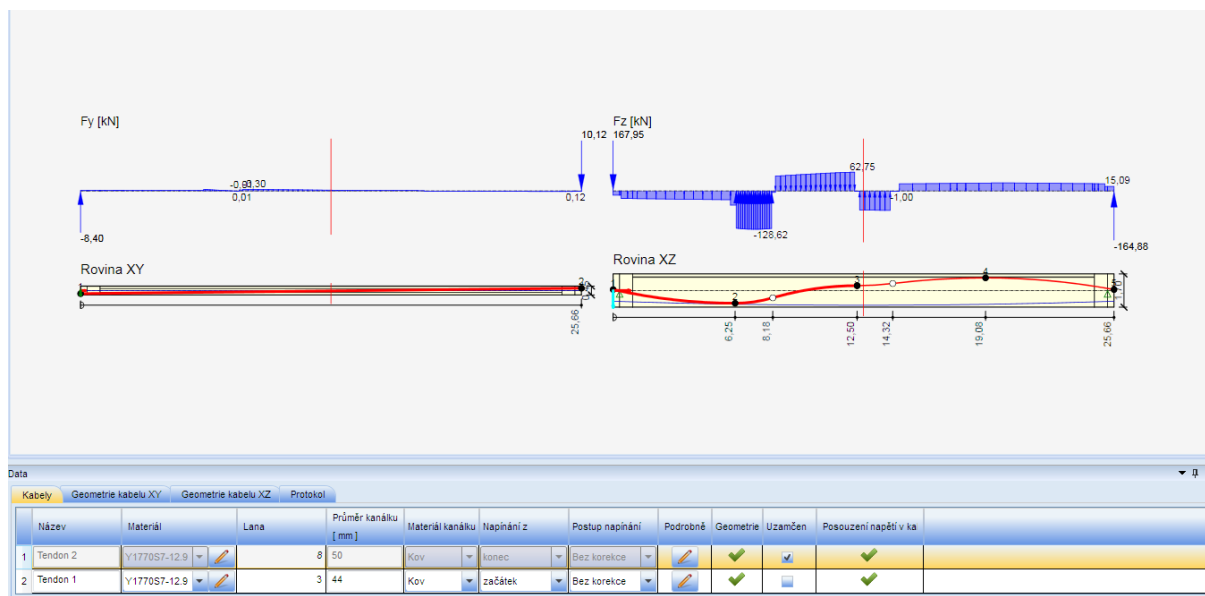 Fy [kN]
Fz [kN]
10,12
167,95
62,75
0,30
0,01
0,12
-1,00
15,09
-8,40
-128,62
-164,88
Rovina XY
Rovina XZ
2
2
3
4
25,66
6,25
8,18
12,50
14,32
19,08
25,66
Data
Kabely
Geometrie kabelu XY
Geometrie kabelu XZ
Protokol
Název
Materiál
Lana
Průměr kanálku [ mm ]
Materiál kanálku
Napínání z
Postup napínání
Podrobně
Geometrie
Uzamčen
Posouzení napětí v ka
1 Tendon 2 Y1770S7-12.9 8 50 Kov konec Bez korekce
2 Tendon 1 Y1770S7-12.9 3 44 Kov začátek Bez korekce